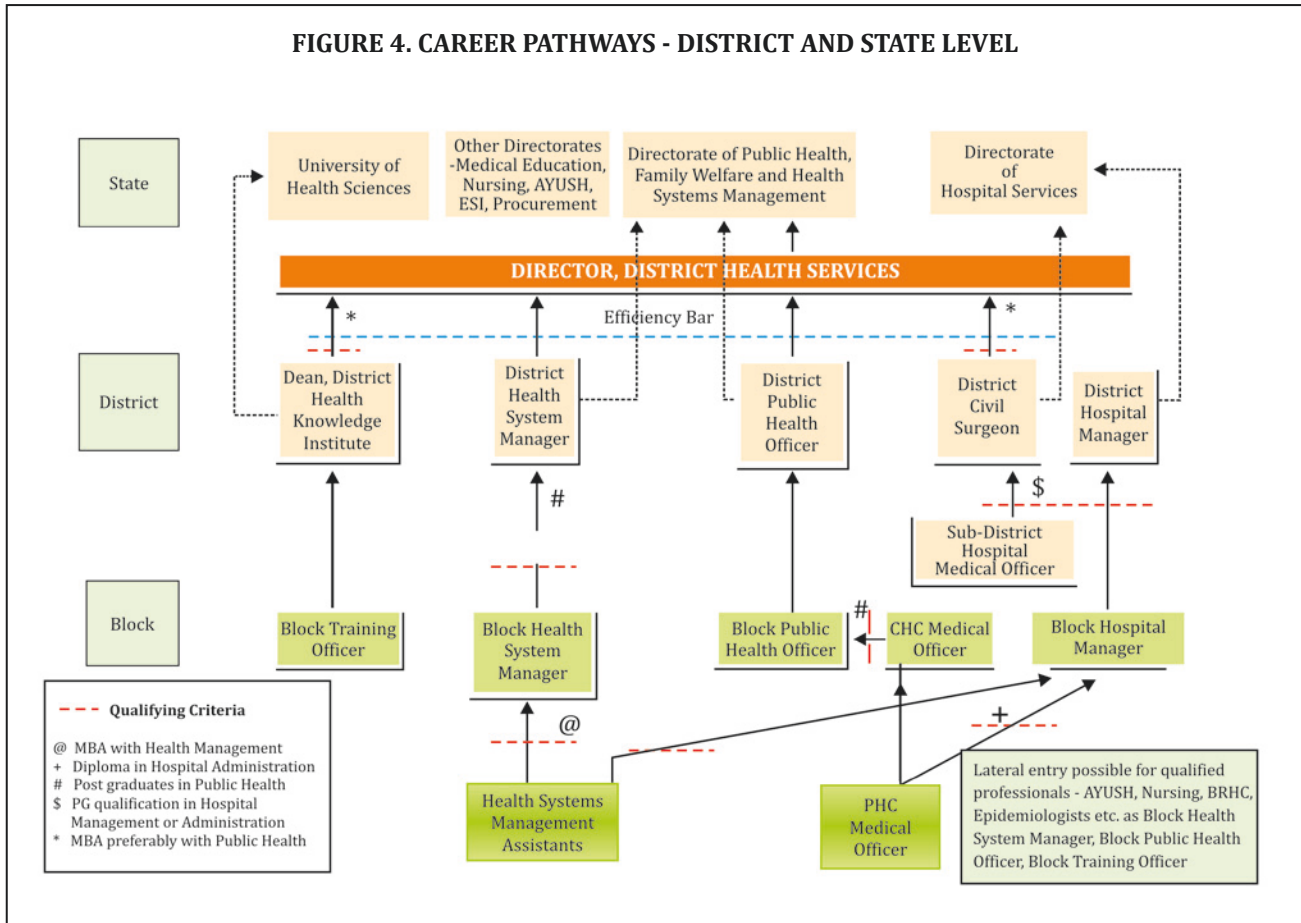 FIGURE 4. CAREER PATHWAYS - DISTRICT AND STATE LEVEL
State
University of
Health Sciences
Other Directorates
-Medical Education,
Nursing, AYUSH,
ESI, Procurement
Directorate of Public Health,
Family Welfare and Health
Systems Management
Directorate
of
Hospital Services
DIRECTOR, DISTRICT HEALTH SERVICES
*
Efficiency Bar
*
District
Dean, District
Health
Knowledge
Institute
District
Health
System
Manager
District
Public
Health
Officer
District
Civil
Surgeon
District
Hospital
Manager
#
$
Sub-District
Hospital
Medical Officer
Block
Block Training
Officer
Block Health
System
Manager
Block Public
Health Officer
#
CHC Medical
Officer
Block Hospital
Manager
@
+
Health Systems
Management
Assistants
PHC
Medical
Officer
Qualifying Criteria
@ MBA with Health Management
+ Diploma in Hospital Administration
# Post graduates in Public Health
$ PG qualification in Hospital
Management or Administration
* MBA preferably with Public Health
Lateral entry possible for qualified
professionals - AYUSH, Nursing, BRHC,
Epidemiologists etc. as Block Health
System Manager, Block Public Health
Officer, Block Training Officer